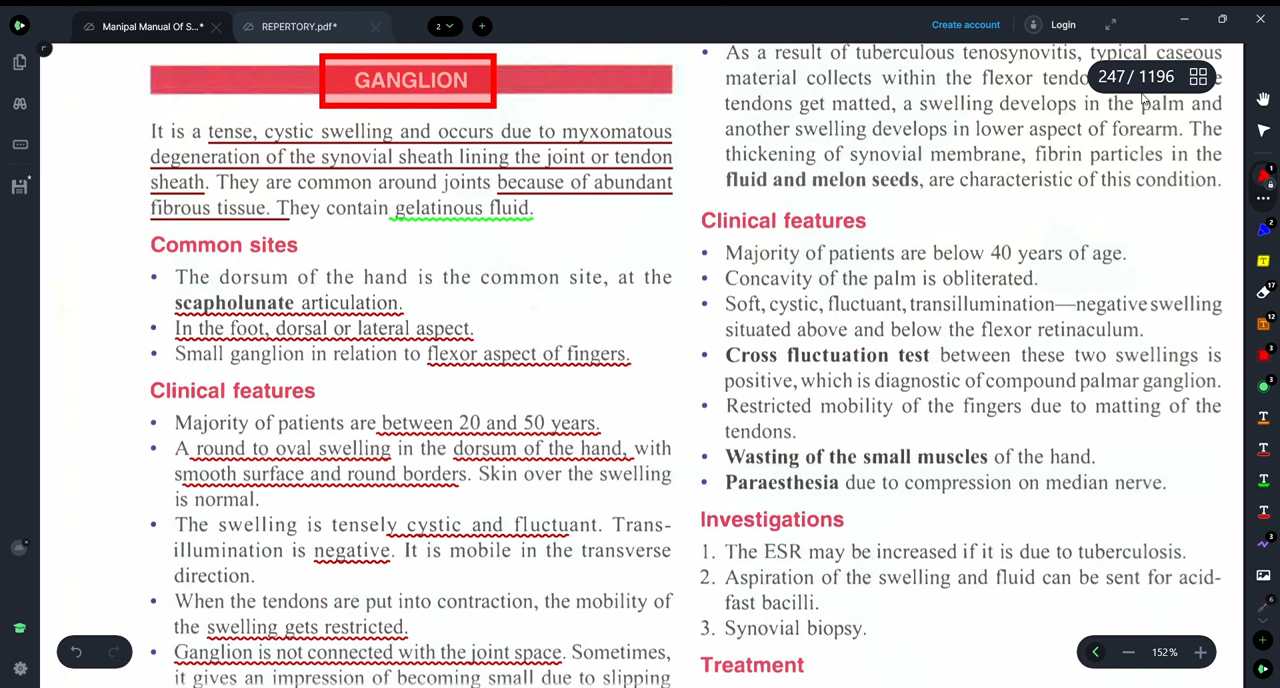 Manipal Manual Of S...*
REPERTORY.pdf*
2
Create account
Login
247 / 1196
GANGLION
It is a tense, cystic swelling and occurs due to myxomatous
degeneration of the synovial sheath lining the joint or tendon
sheath. They are common around joints because of abundant
fibrous tissue. They contain gelatinous fluid.
Common sites
• The dorsum of the hand is the common site, at the
scapholunate articulation.
• In the foot, dorsal or lateral aspect.
• Small ganglion in relation to flexor aspect of fingers.
Clinical features
• Majority of patients are between 20 and 50 years.
• A round to oval swelling in the dorsum of the hand, with
smooth surface and round borders. Skin over the swelling
is normal.
• The swelling is tensely cystic and fluctuant. Trans-
illumination is negative. It is mobile in the transverse
direction.
• When the tendons are put into contraction, the mobility of
the swelling gets restricted.
• Ganglion is not connected with the joint space. Sometimes,
it gives an impression of becoming small due to slipping
• As a result of tuberculous tenosynovitis, typical caseous
material collects within the flexor
tendons get matted, a swelling develops in the palm and
another swelling develops in lower aspect of forearm. The
thickening of synovial membrane, fibrin particles in the
fluid and melon seeds, are characteristic of this condition.
Clinical features
• Majority of patients are below 40 years of age.
• Concavity of the palm is obliterated.
• Soft, cystic, fluctuant, transillumination—negative swelling
situated above and below the flexor retinaculum.
• Cross fluctuation test between these two swellings is
positive, which is diagnostic of compound palmar ganglion.
• Restricted mobility of the fingers due to matting of the
tendons.
• Wasting of the small muscles of the hand.
• Paraesthesia due to compression on median nerve.
Investigations
1. The ESR may be increased if it is due to tuberculosis.
2. Aspiration of the swelling and fluid can be sent for acid-
fast bacilli.
3. Synovial biopsy.
Treatment
152%